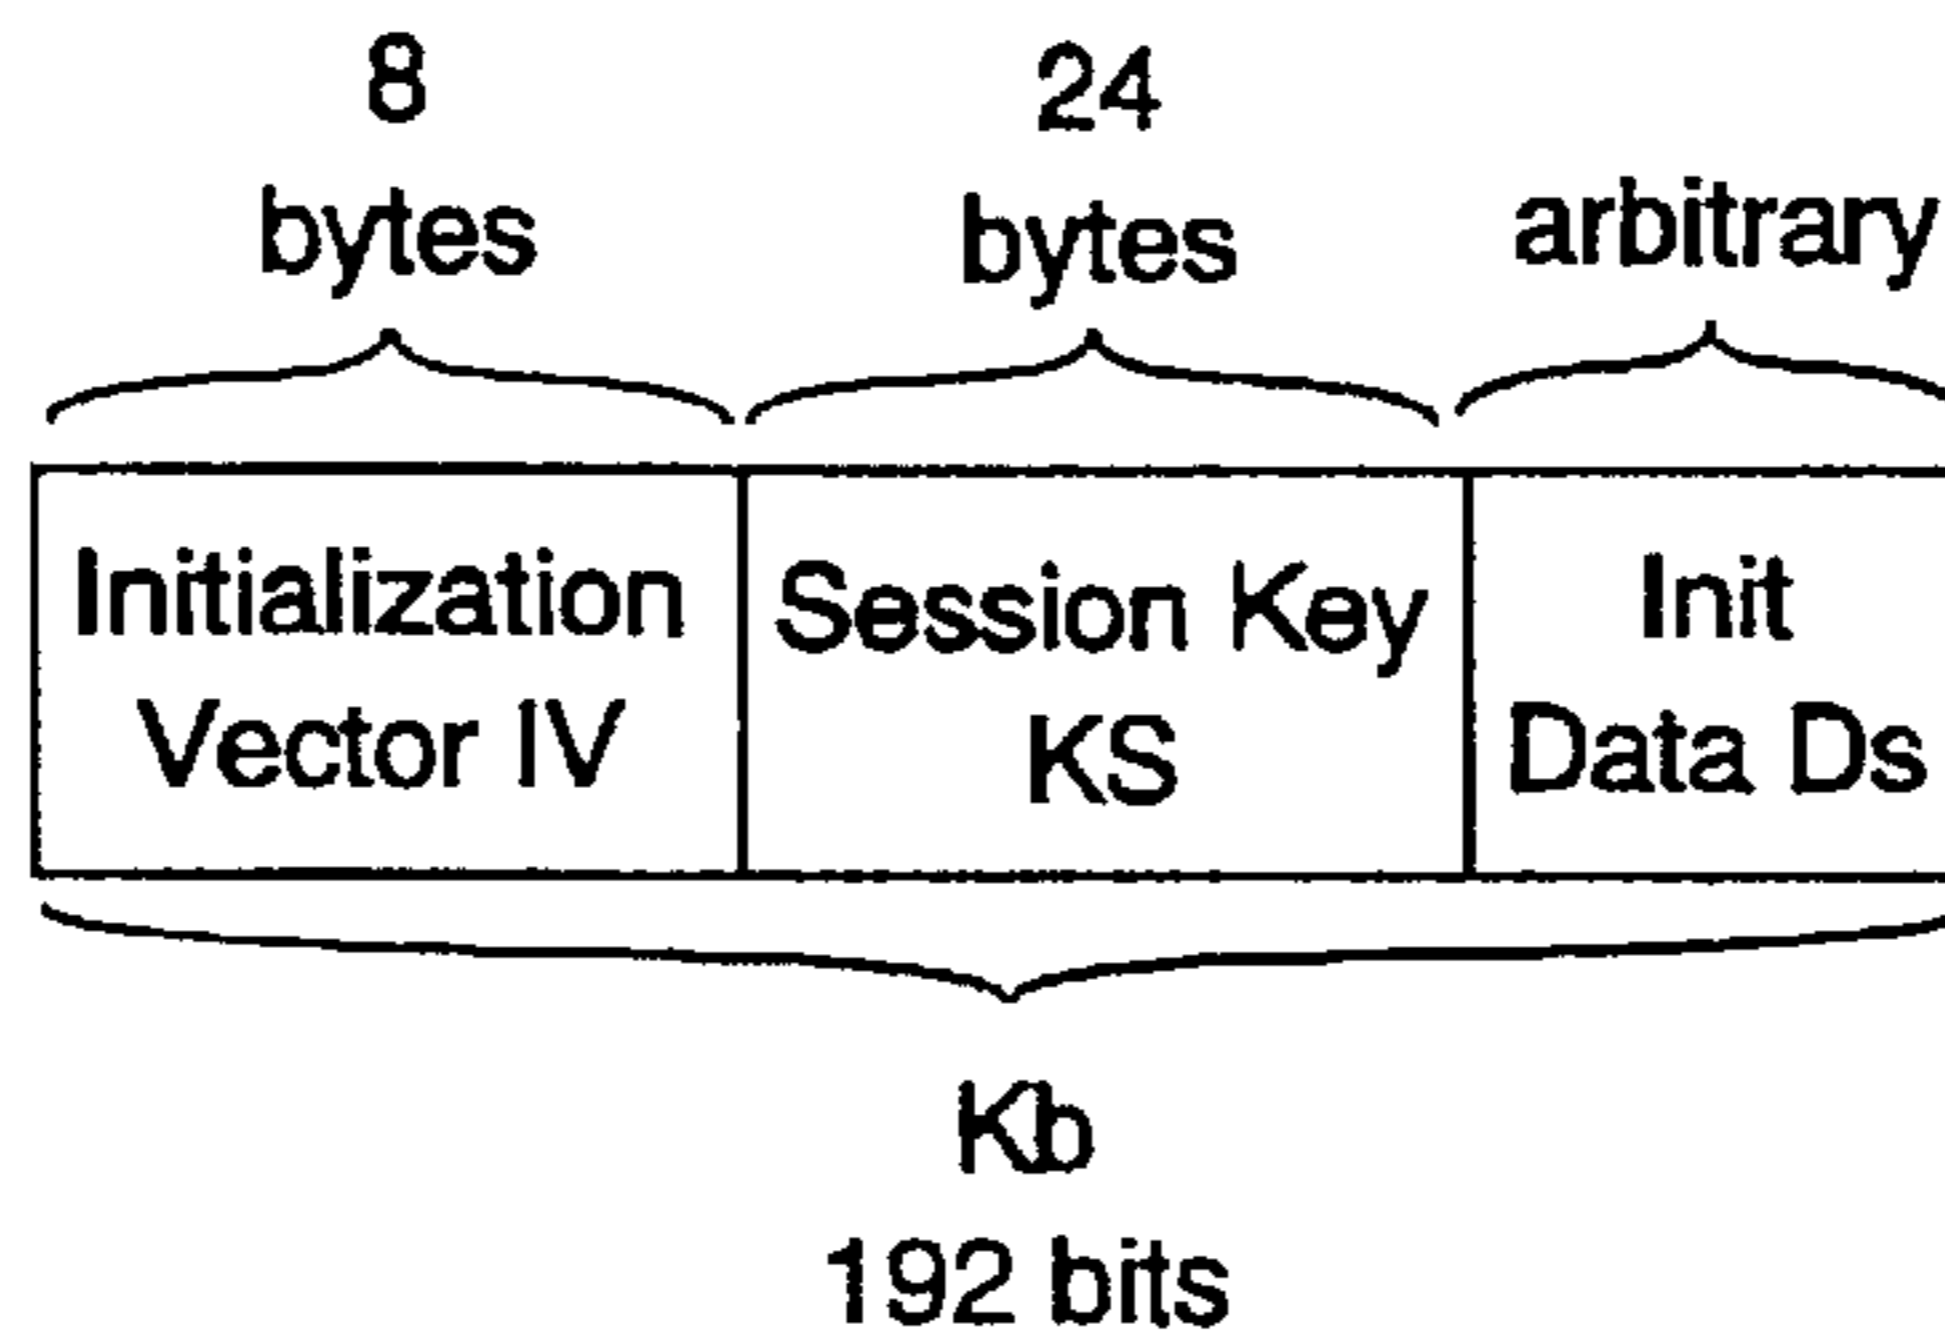 8
bytes
24
bytes
arbitrary
Initialization
Vector IV
Session Key
KS
Init
Data Ds
Kb
192 bits